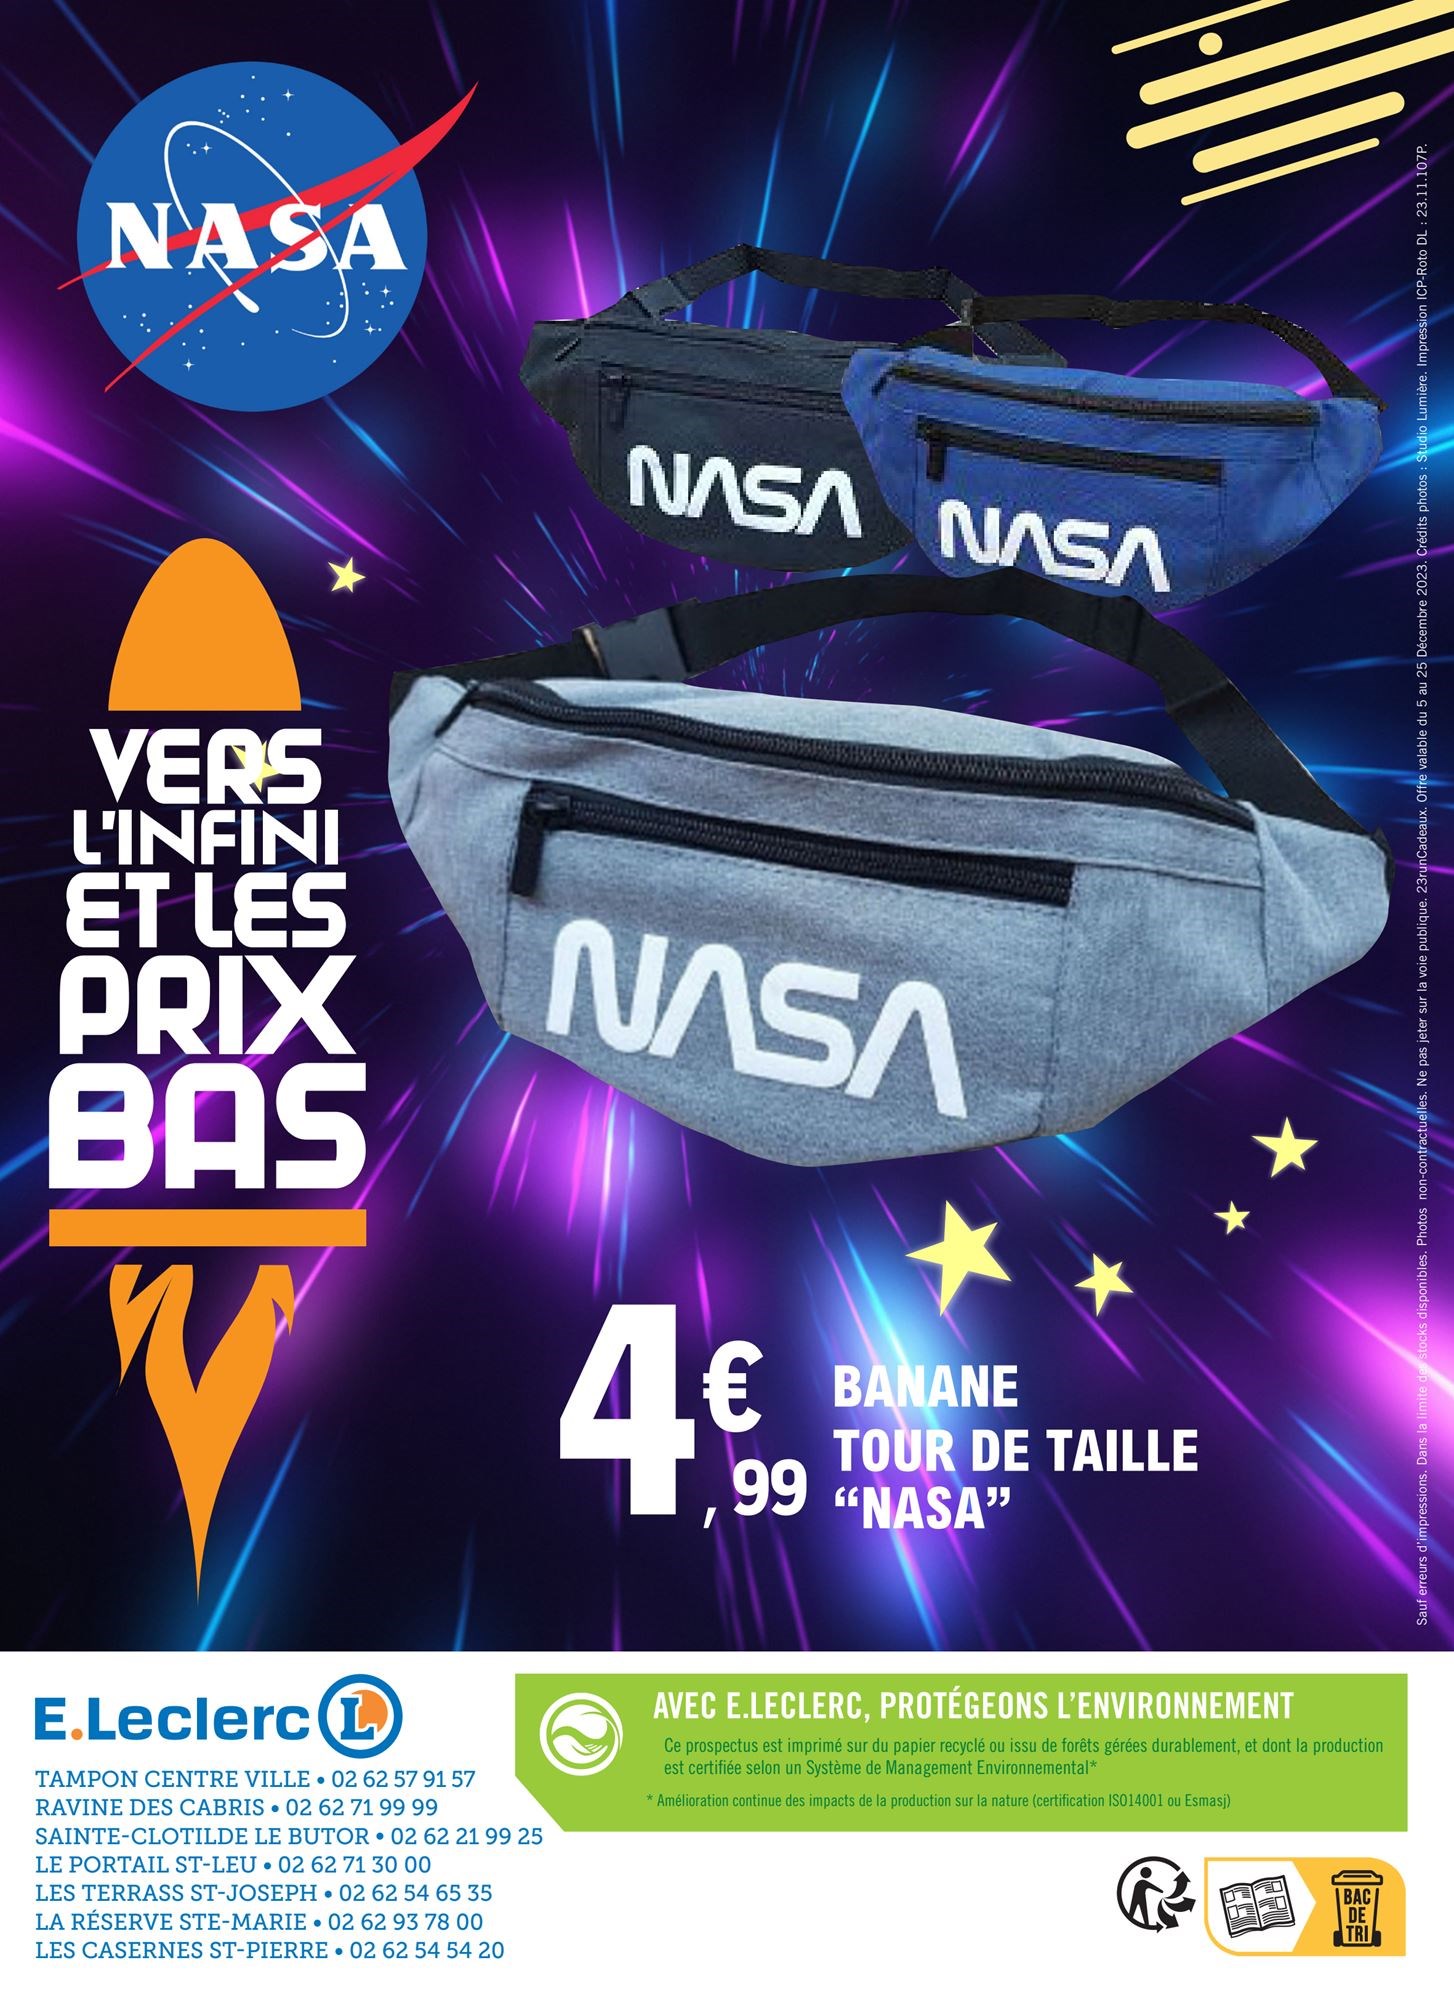 NASA
NASA
NASA
NASA
VERS
L'INFINI
ET LES
PRIX
BAS
4€,99
BANANE
TOUR DE TAILLE
“NASA”
Sauf erreurs d'impressions. Dans la limite des stocks disponibles. Photos non-contractuelles. Ne pas jeter sur la voie publique. 23runCadeaux. Offre valable du 5 au 25 Décembre 2023. Crédits photos : Studio Lumière. Impression ICP-Roto DL : 23.11.107P.
E.Leclerc L
TAMPON CENTRE VILLE • 02 62 57 91 57
RAVINE DES CABRIS • 02 62 71 99 99
SAINTE-CLOTILDE LE BUTOR • 02 62 21 99 25
LE PORTAIL ST-LEU • 02 62 71 30 00
LES TERRASS ST-JOSEPH • 02 62 54 65 35
LA RÉSERVE STE-MARIE • 02 62 93 78 00
LES CASERNES ST-PIERRE • 02 62 54 54 20
AVEC E.LECLERC, PROTÉGEONS L'ENVIRONNEMENT
Ce prospectus est imprimé sur du papier recyclé ou issu de forêts gérées durablement, et dont la production
est certifiée selon un Système de Management Environnemental*
* Amélioration continue des impacts de la production sur la nature (certification ISO14001 ou Esmasj)
BAC
DE
TRI